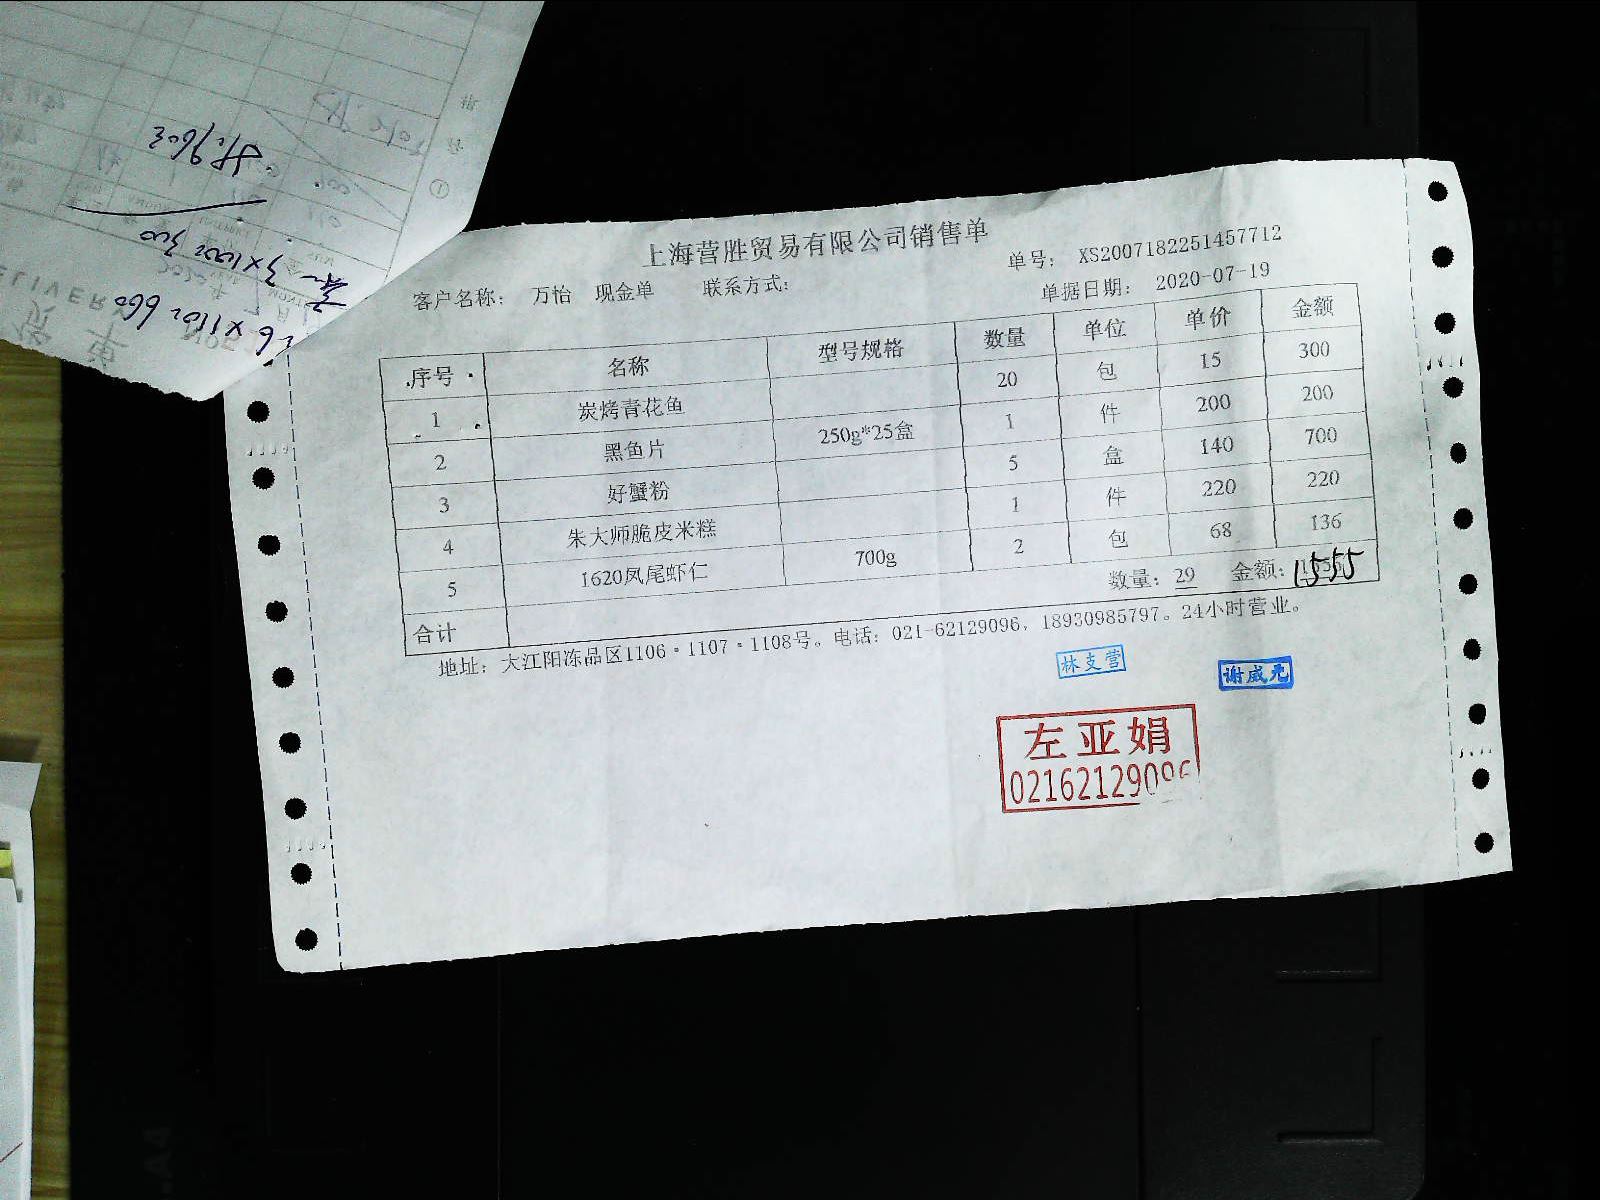 上海营胜贸易有限公司销售单
单号： XS2007182251457712
客户名称： 万怡 现金单 联系方式：
单据日期： 2020-07-19
序号 名称 型号规格 数量 单位 单价 金额
1 炭烤青花鱼 20 包 15 300
2 黑鱼片 250g*25盒 1 件 200 200
3 好蟹粉 5 盒 140 700
4 朱大师脆皮米糕 1 件 220 220
5 1620凤尾虾仁 700g 2 包 68 136
合计 数量：29 金额：1555
地址：大江阳冻品区1106·1107·1108号。电话：021-62129096，18930985797。24小时营业。
林支营
谢威光
左亚娟
02162129096